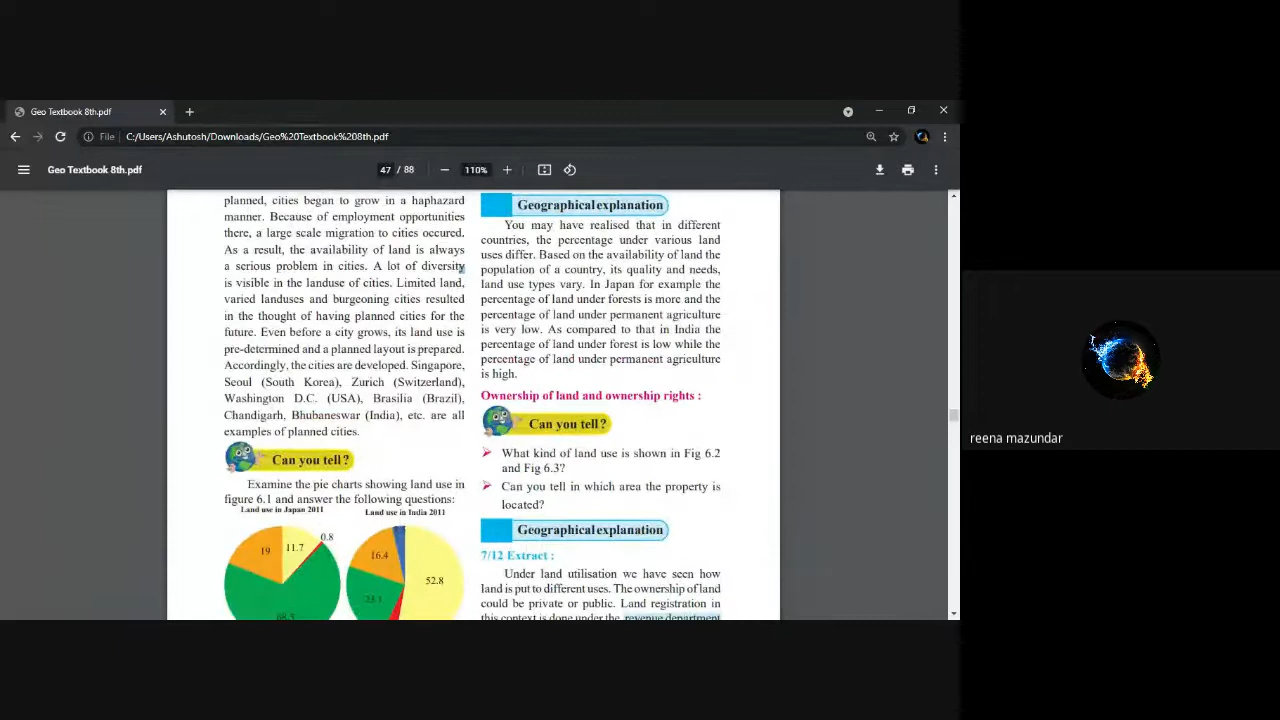 Geo Textbook 8th.pdf
File
C:/Users/Ashutosh/Downloads/Geo%20Textbook%208th.pdf
Geo Textbook 8th.pdf
47 / 88
110%
planned, cities began to grow in a haphazard
manner. Because of employment opportunities
there, a large scale migration to cities occured.
As a result, the availability of land is always
a serious problem in cities. A lot of diversity
is visible in the landuse of cities. Limited land,
varied landuses and burgeoning cities resulted
in the thought of having planned cities for the
future. Even before a city grows, its land use is
pre-determined and a planned layout is prepared.
Accordingly, the cities are developed. Singapore,
Seoul (South Korea), Zurich (Switzerland),
Washington D.C. (USA), Brasilia (Brazil),
Chandigarh, Bhubaneswar (India), etc. are all
examples of planned cities.
Can you tell?
Examine the pie charts showing land use in
figure 6.1 and answer the following questions:
Land use in Japan 2011
Land use in India 2011
19
11.7
0.8
68.5
16.4
52.8
23.1
Geographical explanation
You may have realised that in different
countries, the percentage under various land
uses differ. Based on the availability of land the
population of a country, its quality and needs,
land use types vary. In Japan for example the
percentage of land under forests is more and the
percentage of land under permanent agriculture
is very low. As compared to that in India the
percentage of land under forest is low while the
percentage of land under permanent agriculture
is high.
Ownership of land and ownership rights :
Can you tell?
What kind of land use is shown in Fig 6.2
and Fig 6.3?
Can you tell in which area the property is
located?
Geographical explanation
7/12 Extract :
Under land utilisation we have seen how
land is put to different uses. The ownership of land
could be private or public. Land registration in
this context is done under the revenue department
reena mazundar